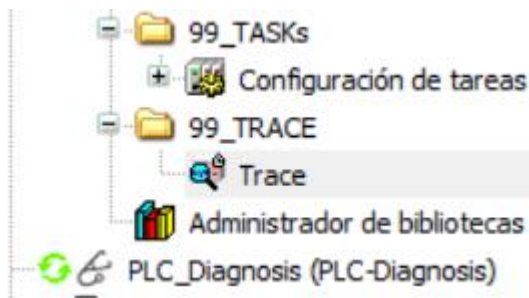 99_TASKs
Configuración de tareas
99_TRACE
Trace
Administrador de bibliotecas
PLC_Diagnosis (PLC-Diagnosis)